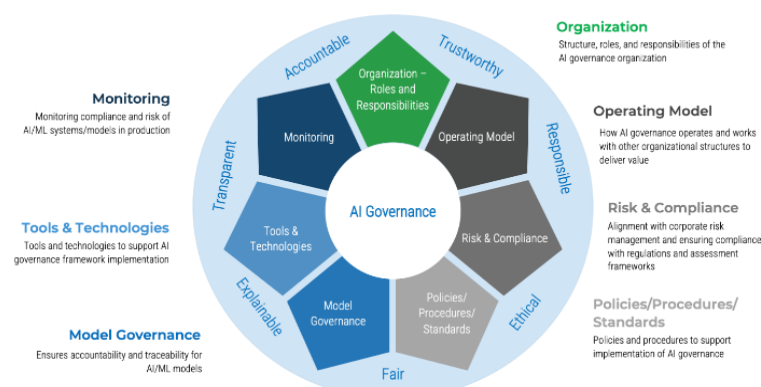 Organization
Structure, roles, and responsibilities of the
AI governance organization
Operating Model
How AI governance operates and works
with other organizational structures to
deliver value
Risk & Compliance
Alignment with corporate risk
management and ensuring compliance
with regulations and assessment
frameworks
Policies/Procedures/
Standards
Policies and procedures to support
implementation of AI governance
Monitoring
Monitoring compliance and risk of
AI/ML systems/models in production
Tools & Technologies
Tools and technologies to support AI
governance framework implementation
Model Governance
Ensures accountability and traceability for
AI/ML models
Accountable
Trustworthy
Responsible
Ethical
Fair
Explainable
Transparent
Organization –
Roles and
Responsibilities
Operating Model
Risk & Compliance
Policies/
Procedures/
Standards
Model
Governance
Tools &
Technologies
Monitoring
AI Governance